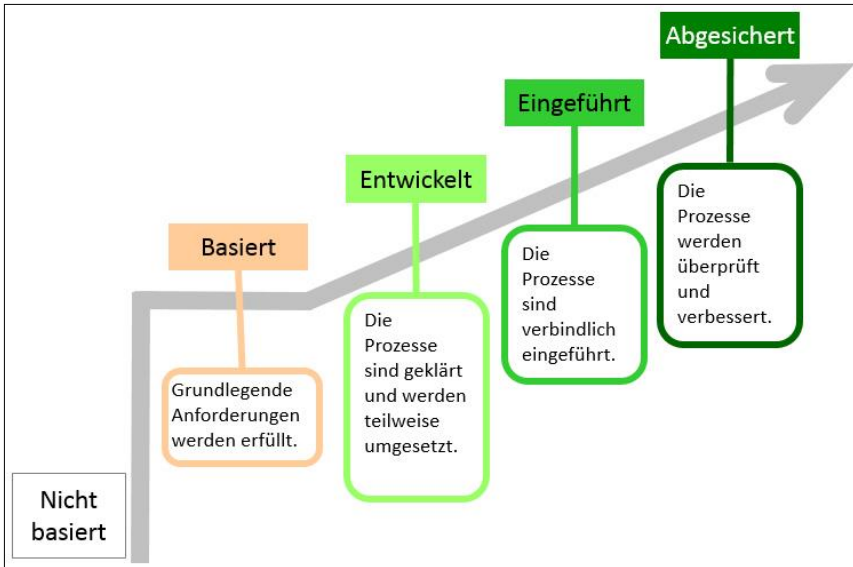 Abgesichert
Eingeführt
Entwickelt
Basiert
Nicht
basiert
Grundlegende
Anforderungen
werden erfüllt.
Die
Prozesse
sind geklärt
und werden
teilweise
umgesetzt.
Die
Prozesse
sind
verbindlich
eingeführt.
Die
Prozesse
werden
überprüft
und
verbessert.